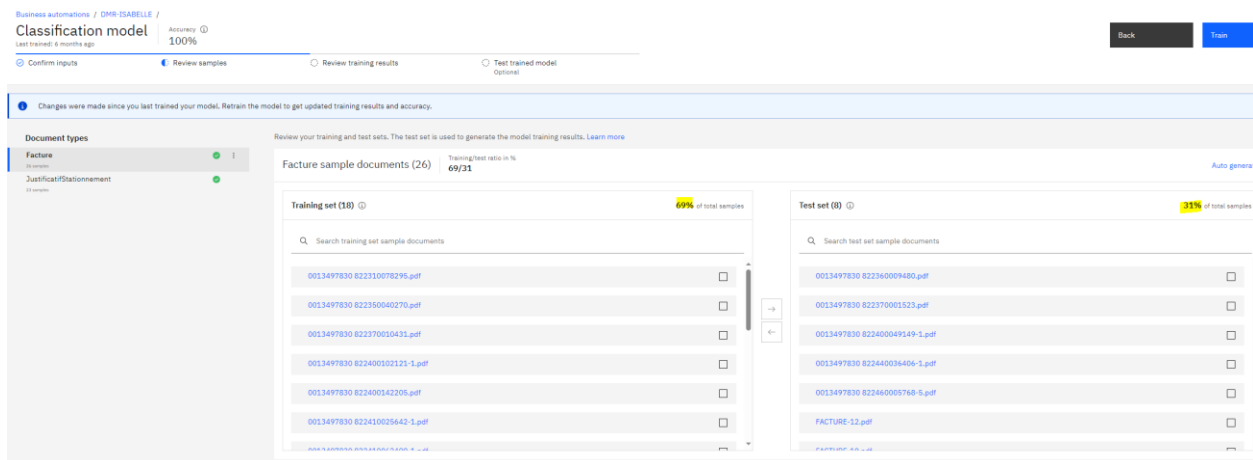 Business automations / DMR-ISABELLE /
Classification model
Accuracy
100%
Last trained: 6 months ago
Back
Train
Confirm inputs
Review samples
Review training results
Test trained model
Optional
Changes were made since you last trained your model. Retrain the model to get updated training results and accuracy.
Document types
Facture
26 samples
JustificatifStationnement
Review your training and test sets. The test set is used to generate the model training results. Learn more
Facture sample documents (26)
Training/test ratio in %
69/31
Auto genera
Training set (18)
69% of total samples
Search training set sample documents
0013497830 822310078295.pdf
0013497830 822350040270.pdf
0013497830 822370010431.pdf
0013497830 822400102121-1.pdf
0013497830 822400142205.pdf
0013497830 822410025642-1.pdf
Test set (8)
31% of total samples
Search test set sample documents
0013497830 822360009480.pdf
0013497830 822370001523.pdf
0013497830 822400049149-1.pdf
0013497830 822440036406-1.pdf
0013497830 822460005768-5.pdf
FACTURE-12.pdf